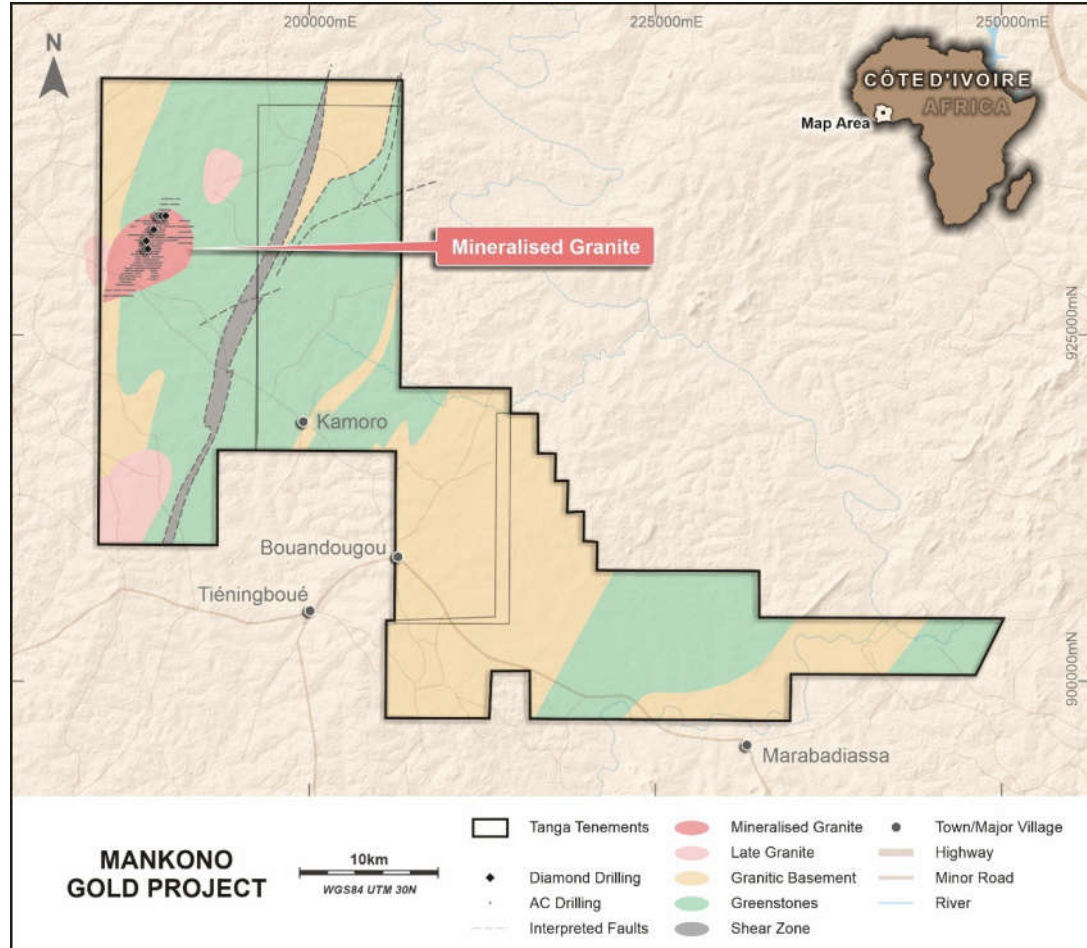 200000mE
225000mE
250000mE
N
CÔTE D'IVOIRE
AFRICA
Map Area
Mineralised Granite
925000mN
Kamoro
Bouandougou
Tiéningboué
900000mN
Marabadiassa
MANKONO
GOLD PROJECT
10km
WGS84 UTM 30N
Tanga Tenements
Diamond Drilling
AC Drilling
Interpreted Faults
Mineralised Granite
Late Granite
Granitic Basement
Greenstones
Shear Zone
Town/Major Village
Highway
Minor Road
River